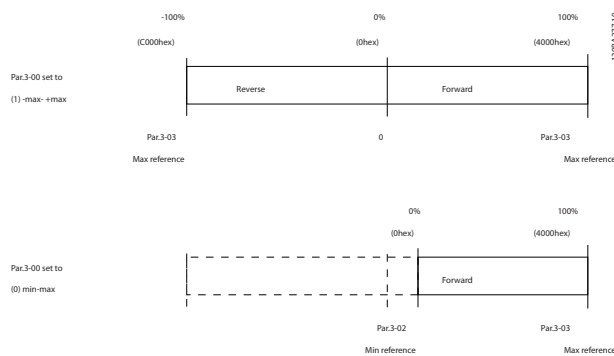 -100% 0% 100%
(C000hex) (0hex) (4000hex)
Par.3-00 set to
(1) -max- +max
Reverse Forward
Par.3-03 0 Par.3-03
Max reference Max reference
0% 100%
(0hex) (4000hex)
Par.3-00 set to
(0) min-max
Forward
Par.3-02 Par.3-03
Min reference Max reference